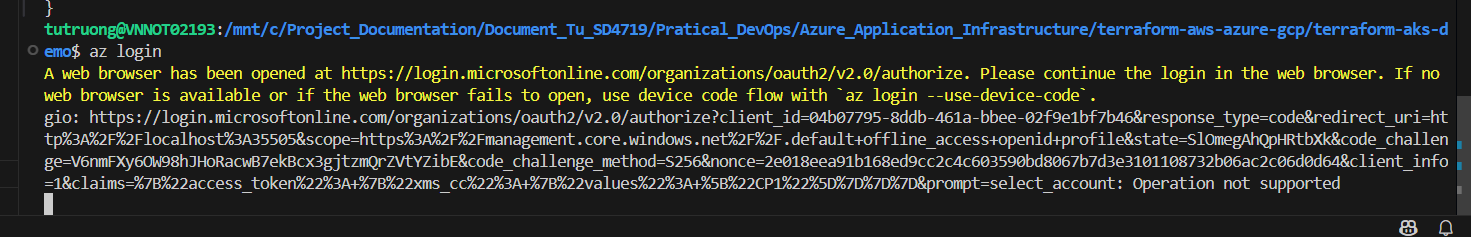 }
tutruong@VNNOT02193:/mnt/c/Project_Documentation/Document_Tu_SD4719/Pratical_DevOps/Azure_Application_Infrastructure/terraform-aws-azure-gcp/terraform-aks-d
emo$ az login
A web browser has been opened at https://login.microsoftonline.com/organizations/oauth2/v2.0/authorize. Please continue the login in the web browser. If no
web browser is available or if the web browser fails to open, use device code flow with `az login --use-device-code`.
gio: https://login.microsoftonline.com/organizations/oauth2/v2.0/authorize?client_id=04b07795-8ddb-461a-bbee-02f9e1bf7b46&response_type=code&redirect_uri=ht
tp%3A%2F%2Flocalhost%3A35505&scope=https%3A%2F%2Fmanagement.core.windows.net%2F%2F.default+offline_access+openid+profile&state=SlOmegAhQpHRtbXk&code_challen
ge=V6nmFXy6OW98hJHoRacwB7ekBcx3gjtzmQrZVtYZibE&code_challenge_method=S256&nonce=2e018eea91b168ed9cc2c4c603590bd8067b7d3e3101108732b06ac2c06d0d64&client_info
=1&claims=%7B%22access_token%22%3A+%7B%22xms_cc%22%3A+%7B%22values%22%3A+%5B%22CP1%22%5D%7D%7D%7D&prompt=select_account: Operation not supported